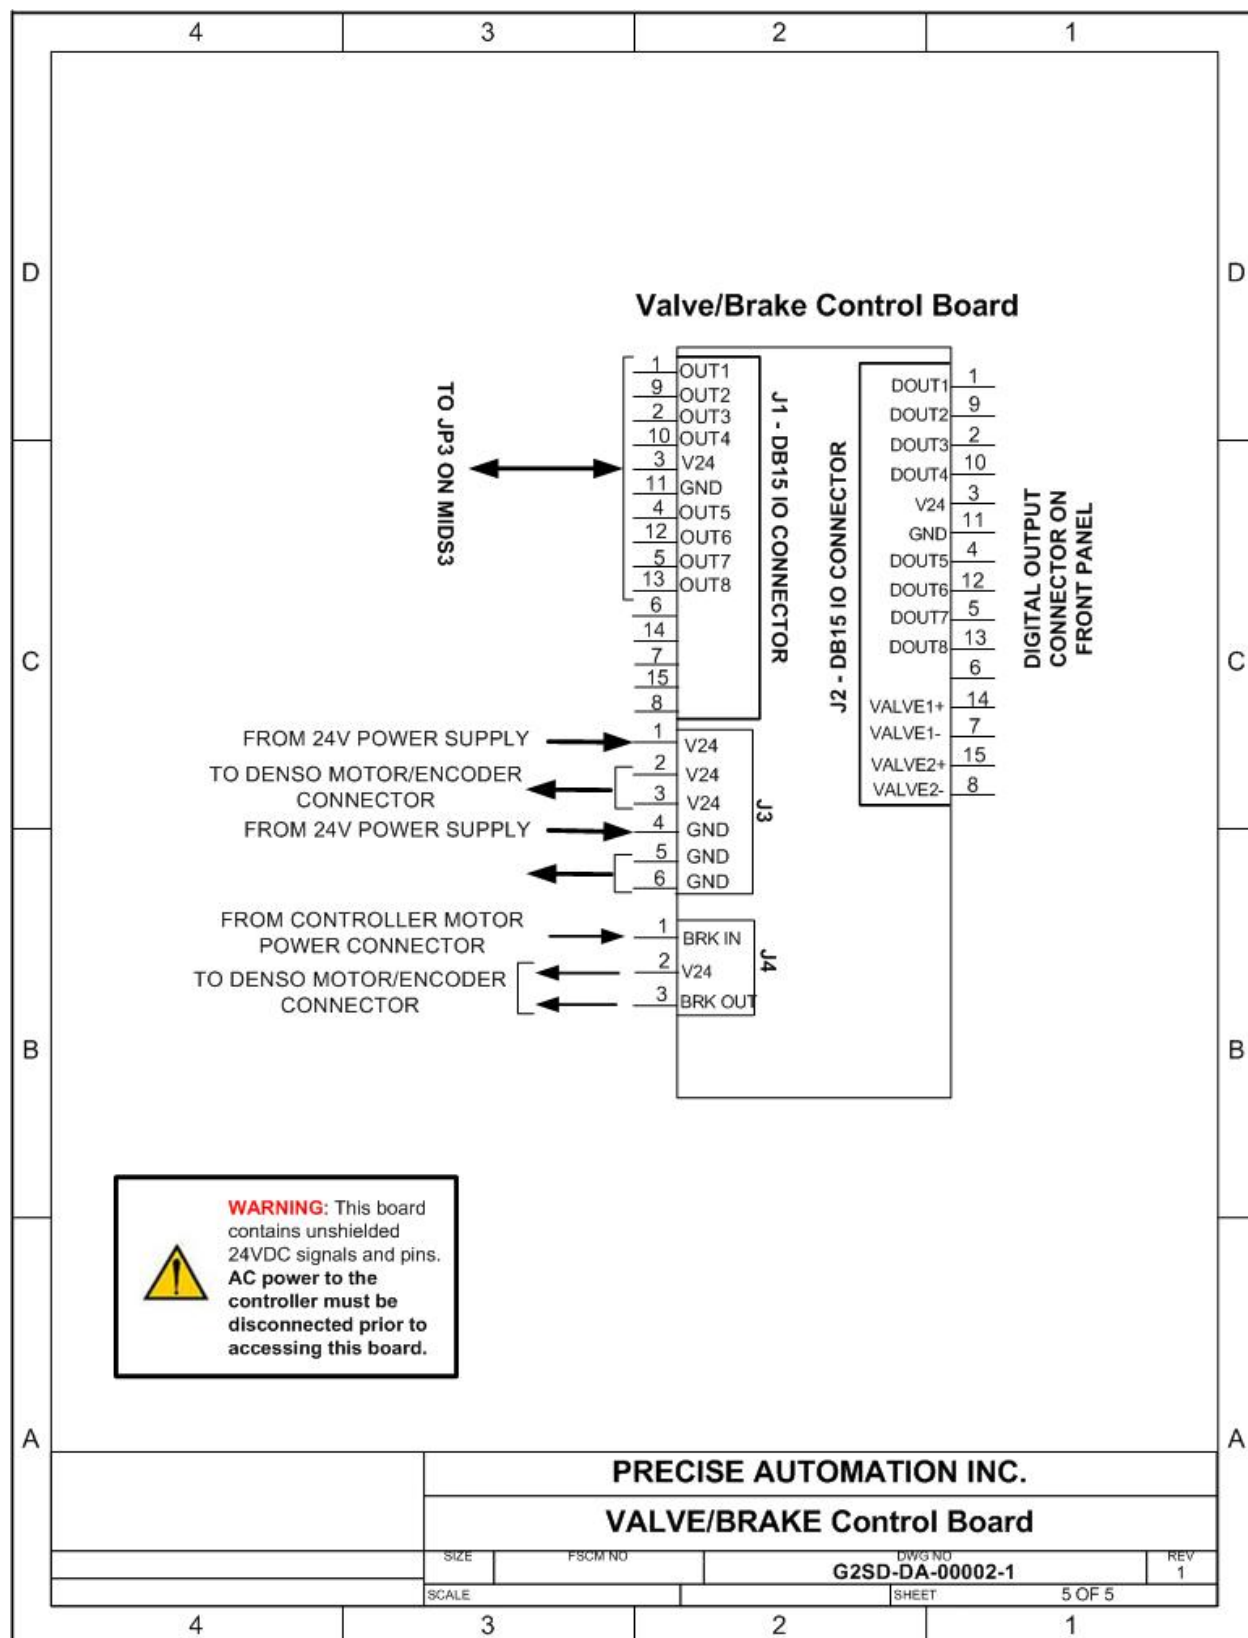 4 3 2 1
D D
Valve/Brake Control Board
TO JP3 ON MIDS3
1 OUT1
9 OUT2
2 OUT3
10 OUT4
3 V24
11 GND
4 OUT5
12 OUT6
5 OUT7
13 OUT8
6
14
7
15
8
J1 - DB15 IO CONNECTOR
J2 - DB15 IO CONNECTOR
DOUT1 1
DOUT2 9
DOUT3 2
DOUT4 10
V24 3
GND 11
DOUT5 4
DOUT6 12
DOUT7 5
DOUT8 13
6
VALVE1+ 14
VALVE1- 7
VALVE2+ 15
VALVE2- 8
DIGITAL OUTPUT
CONNECTOR ON
FRONT PANEL
C C
FROM 24V POWER SUPPLY 1 V24
TO DENSO MOTOR/ENCODER
CONNECTOR
2 V24
3 V24
FROM 24V POWER SUPPLY 4 GND
5 GND
6 GND
J3
FROM CONTROLLER MOTOR
POWER CONNECTOR
1 BRK IN
TO DENSO MOTOR/ENCODER
CONNECTOR
2 V24
3 BRK OUT
J4
B B
WARNING: This board
contains unshielded
24VDC signals and pins.
AC power to the
controller must be
disconnected prior to
accessing this board.
A A
PRECISE AUTOMATION INC.
VALVE/BRAKE Control Board
SIZE FSCM NO DWG NO REV
G2SD-DA-00002-1 1
SCALE SHEET 5 OF 5
4 3 2 1